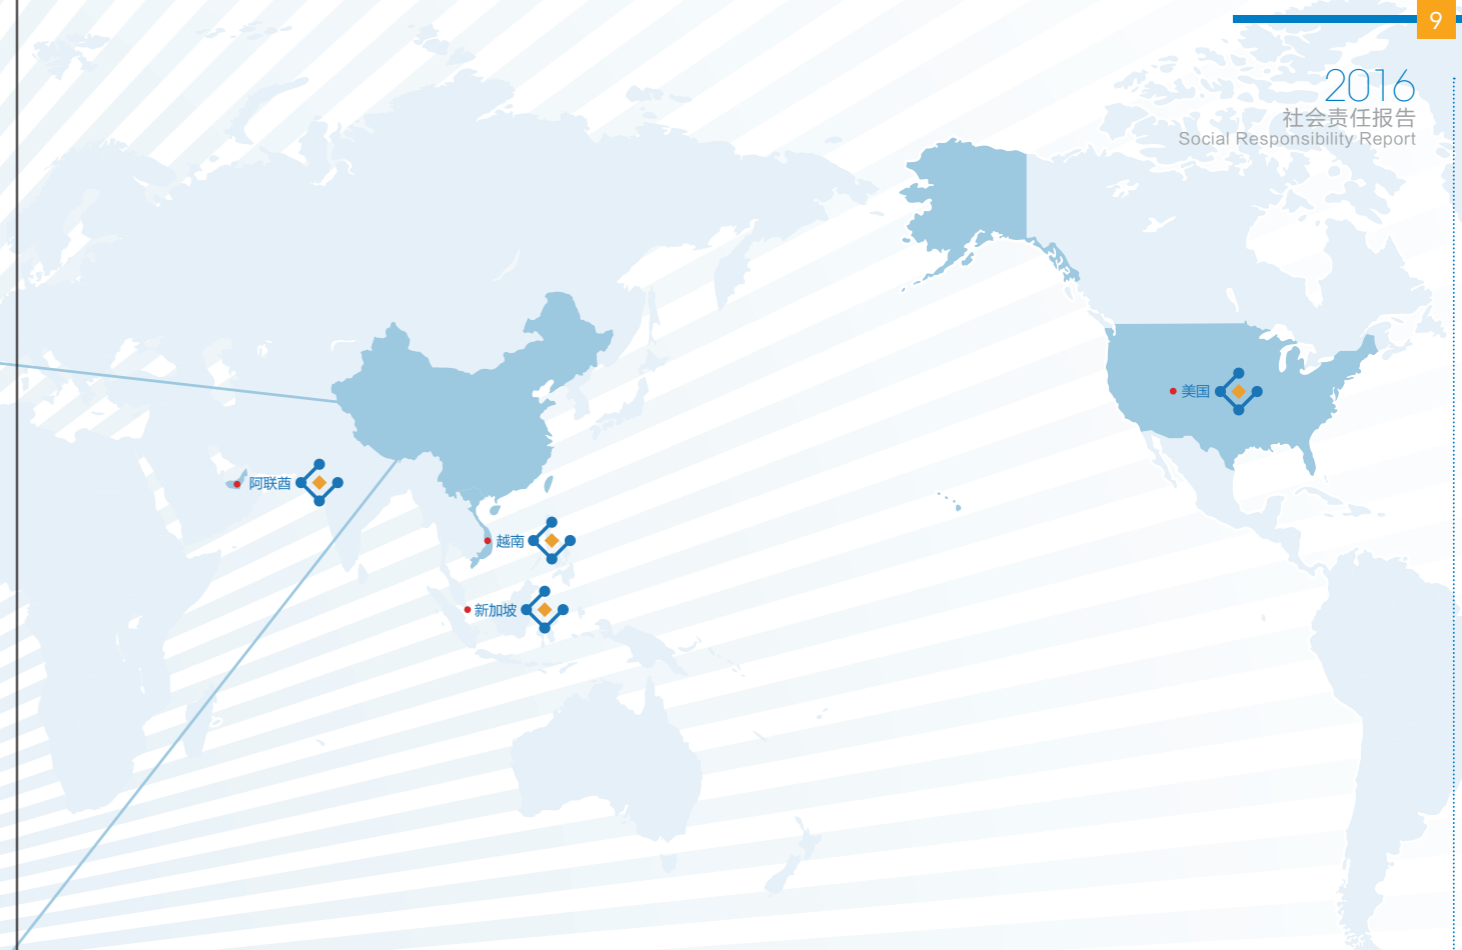 9
2016
社会责任报告
Social Responsibility Report
美国
阿联酋
越南
新加坡